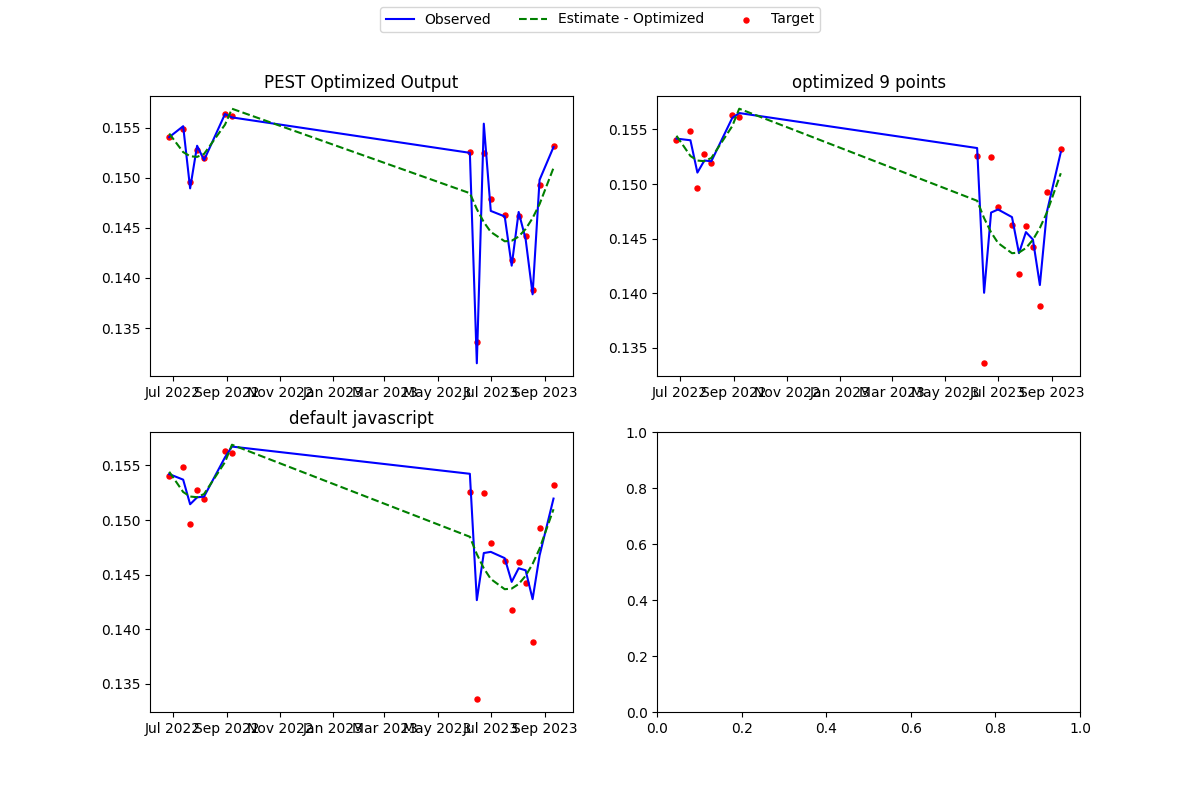 Observed Estimate - Optimized Target
PEST Optimized Output
0.155
0.150
0.145
0.140
0.135
Jul 2022 Sep 2022 Nov 2022 Jan 2023 Mar 2023 May 2023 Jul 2023 Sep 2023
optimized 9 points
0.155
0.150
0.145
0.140
0.135
Jul 2022 Sep 2022 Nov 2022 Jan 2023 Mar 2023 May 2023 Jul 2023 Sep 2023
default javascript
0.155
0.150
0.145
0.140
0.135
Jul 2022 Sep 2022 Nov 2022 Jan 2023 Mar 2023 May 2023 Jul 2023 Sep 2023
1.0
0.8
0.6
0.4
0.2
0.0
0.0 0.2 0.4 0.6 0.8 1.0